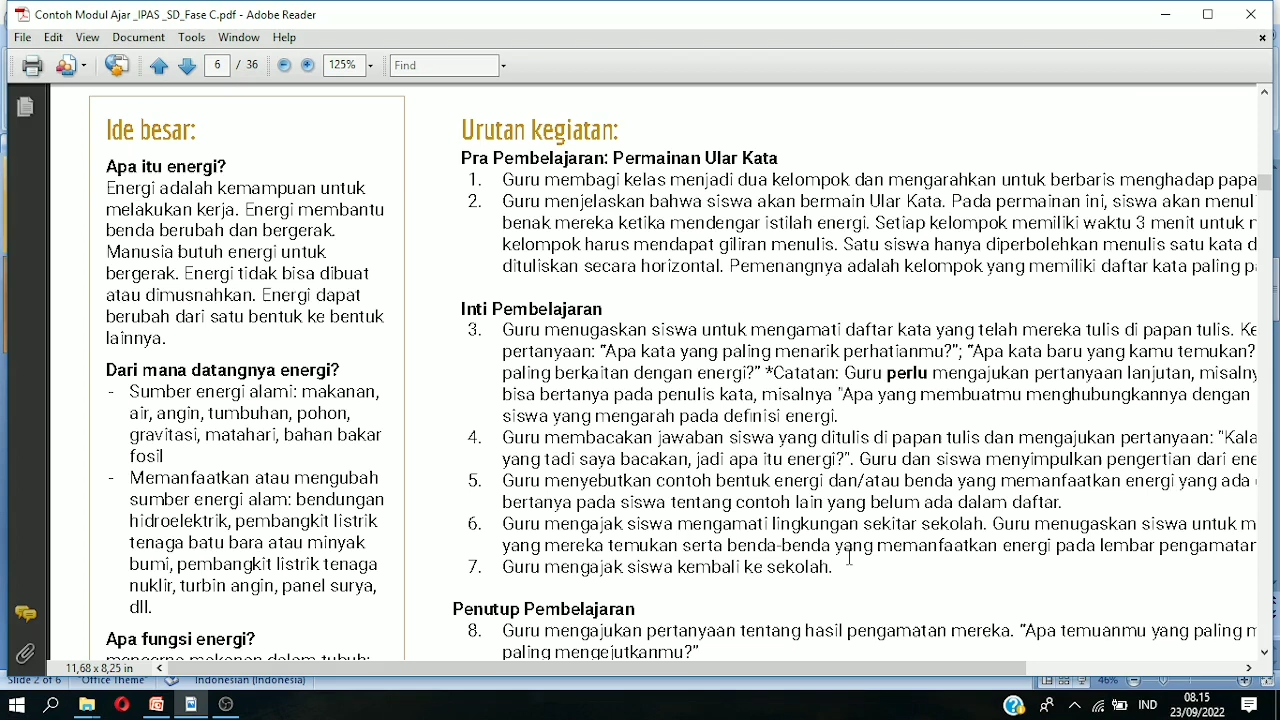 Contoh Modul Ajar _IPAS _SD_Fase C.pdf - Adobe Reader
File Edit View Document Tools Window Help
6 / 36 125% Find
Ide besar:
Apa itu energi?
Energi adalah kemampuan untuk
melakukan kerja. Energi membantu
benda berubah dan bergerak.
Manusia butuh energi untuk
bergerak. Energi tidak bisa dibuat
atau dimusnahkan. Energi dapat
berubah dari satu bentuk ke bentuk
lainnya.
Dari mana datangnya energi?
- Sumber energi alami: makanan,
air, angin, tumbuhan, pohon,
gravitasi, matahari, bahan bakar
fosil
- Memanfaatkan atau mengubah
sumber energi alam: bendungan
hidroelektrik, pembangkit listrik
tenaga batu bara atau minyak
bumi, pembangkit listrik tenaga
nuklir, turbin angin, panel surya,
dll.
Apa fungsi energi?
Urutan kegiatan:
Pra Pembelajaran: Permainan Ular Kata
1. Guru membagi kelas menjadi dua kelompok dan mengarahkan untuk berbaris menghadap papa
2. Guru menjelaskan bahwa siswa akan bermain Ular Kata. Pada permainan ini, siswa akan menul
benak mereka ketika mendengar istilah energi. Setiap kelompok memiliki waktu 3 menit untuk
kelompok harus mendapat giliran menulis. Satu siswa hanya diperbolehkan menulis satu kata d
dituliskan secara horizontal. Pemenangnya adalah kelompok yang memiliki daftar kata paling p
Inti Pembelajaran
3. Guru menugaskan siswa untuk mengamati daftar kata yang telah mereka tulis di papan tulis. Ke
pertanyaan: “Apa kata yang paling menarik perhatianmu?”; “Apa kata baru yang kamu temukan?
paling berkaitan dengan energi?” *Catatan: Guru perlu mengajukan pertanyaan lanjutan, misalny
bisa bertanya pada penulis kata, misalnya “Apa yang membuatmu menghubungkannya dengan
siswa yang mengarah pada definisi energi.
4. Guru membacakan jawaban siswa yang ditulis di papan tulis dan mengajukan pertanyaan: “Kala
yang tadi saya bacakan, jadi apa itu energi?”. Guru dan siswa menyimpulkan pengertian dari ene
5. Guru menyebutkan contoh bentuk energi dan/atau benda yang memanfaatkan energi yang ada
bertanya pada siswa tentang contoh lain yang belum ada dalam daftar.
6. Guru mengajak siswa mengamati lingkungan sekitar sekolah. Guru menugaskan siswa untuk m
yang mereka temukan serta benda-benda yang memanfaatkan energi pada lembar pengamatan
7. Guru mengajak siswa kembali ke sekolah.
Penutup Pembelajaran
8. Guru mengajukan pertanyaan tentang hasil pengamatan mereka. “Apa temuanmu yang paling m
paling mengejutkanmu?”
11,68 x 8,25 in
Slide 2 of 6 Office Theme Indonesian (Indonesia) 46%
IND
08.15
23/09/2022